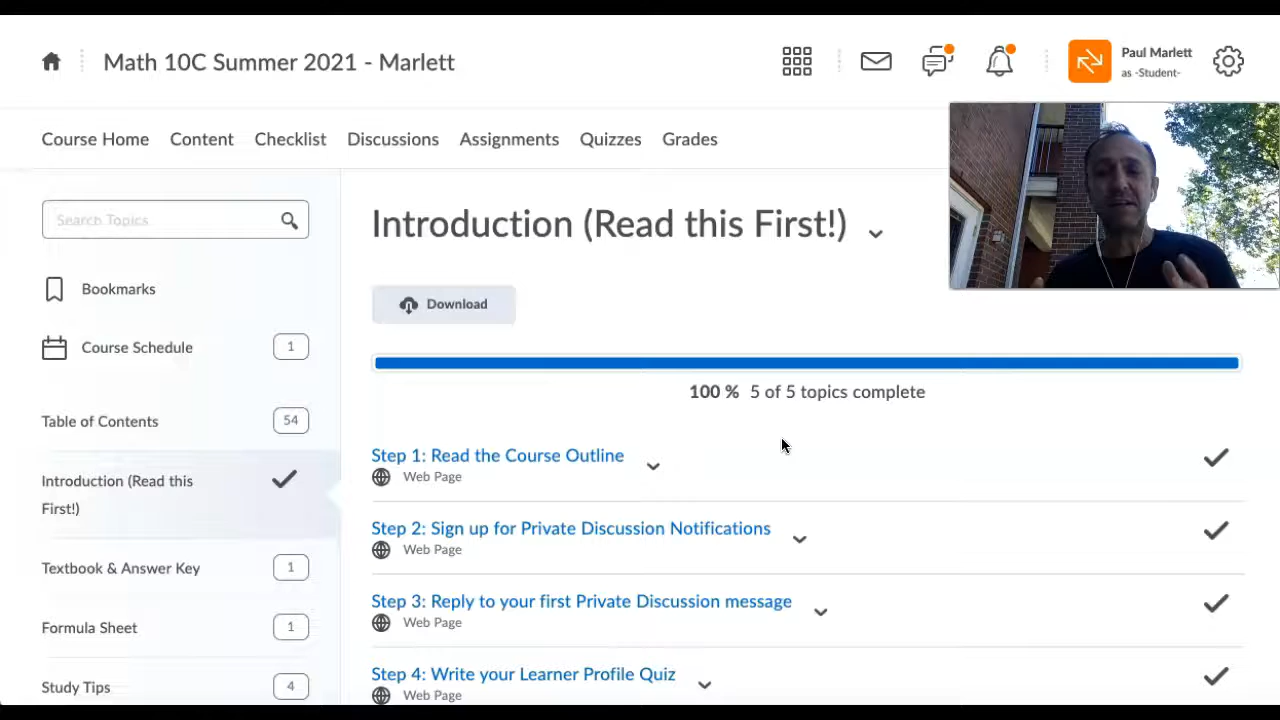 Math 10C Summer 2021 - Marlett
Paul Marlett
as -Student-
Course Home Content Checklist Discussions Assignments Quizzes Grades
Search Topics
Bookmarks
Course Schedule 1
Table of Contents 54
Introduction (Read this
First!)
Textbook & Answer Key 1
Formula Sheet 1
Study Tips 4
Introduction (Read this First!)
Download
100 % 5 of 5 topics complete
Step 1: Read the Course Outline
Web Page
Step 2: Sign up for Private Discussion Notifications
Web Page
Step 3: Reply to your first Private Discussion message
Web Page
Step 4: Write your Learner Profile Quiz
Web Page